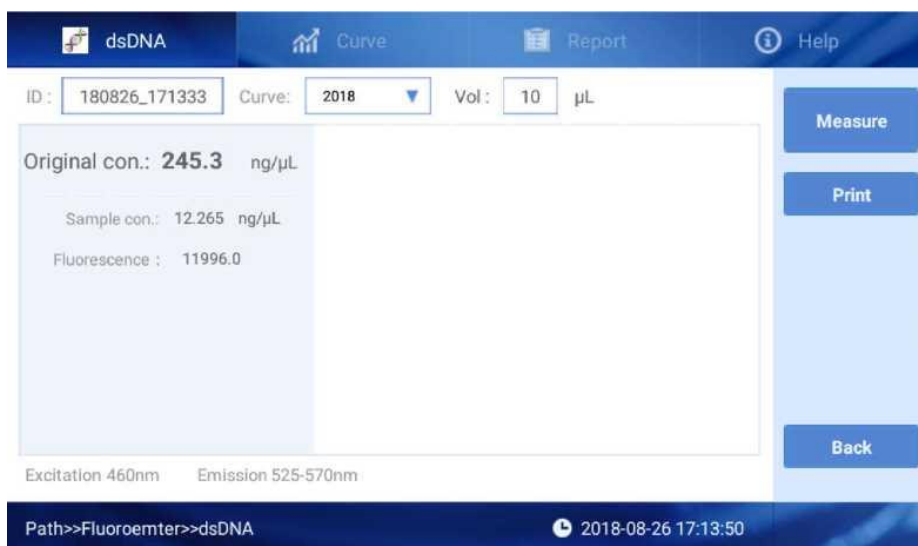 dsDNA Curve Report Help
ID : 180826_171333 Curve: 2018 Vol : 10 µL
Measure
Original con.: 245.3 ng/µL
Print
Sample con.: 12.265 ng/µL
Fluorescence : 11996.0
Back
Excitation 460nm Emission 525-570nm
Path>>Fluoroemter>>dsDNA 2018-08-26 17:13:50